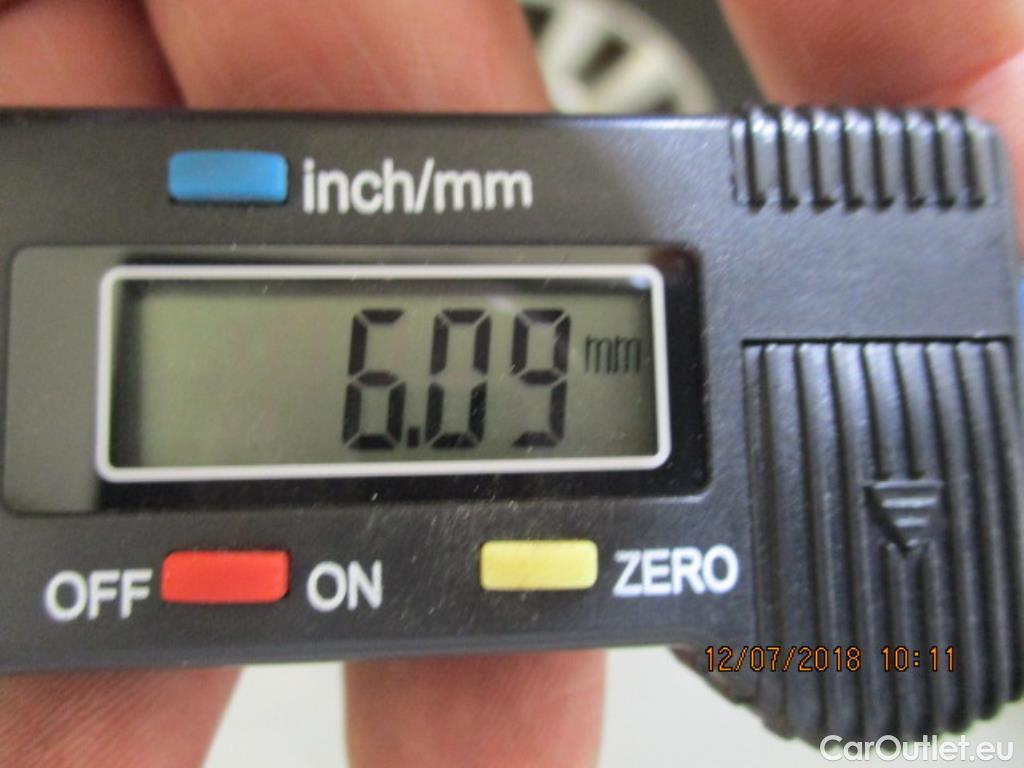 inch/mm
6.09 mm
OFF ON ZERO
12/07/2018 10:11
CarOutlet.eu